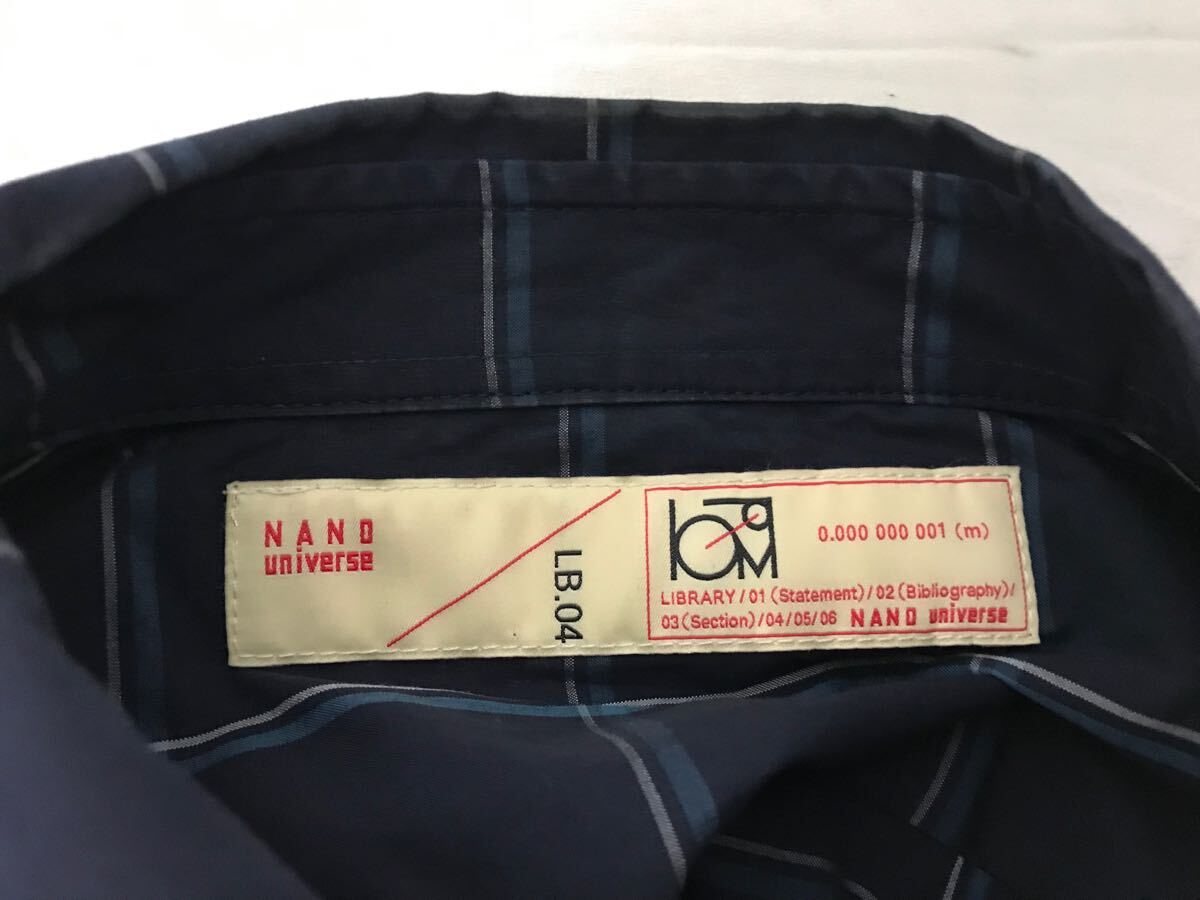 NANO
universe
LB.04
0.000 000 001 (m)
LIBRARY/01(Statement)/02(Bibliography)/
03(Section)/04/05/06 NANO universe